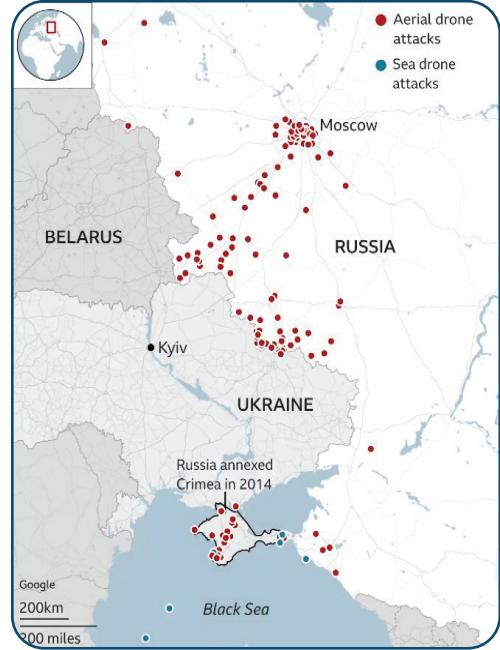 Aerial drone
attacks
Sea drone
attacks
Moscow
BELARUS
RUSSIA
Kyiv
UKRAINE
Russia annexed
Crimea in 2014
Google
200km
200 miles
Black Sea